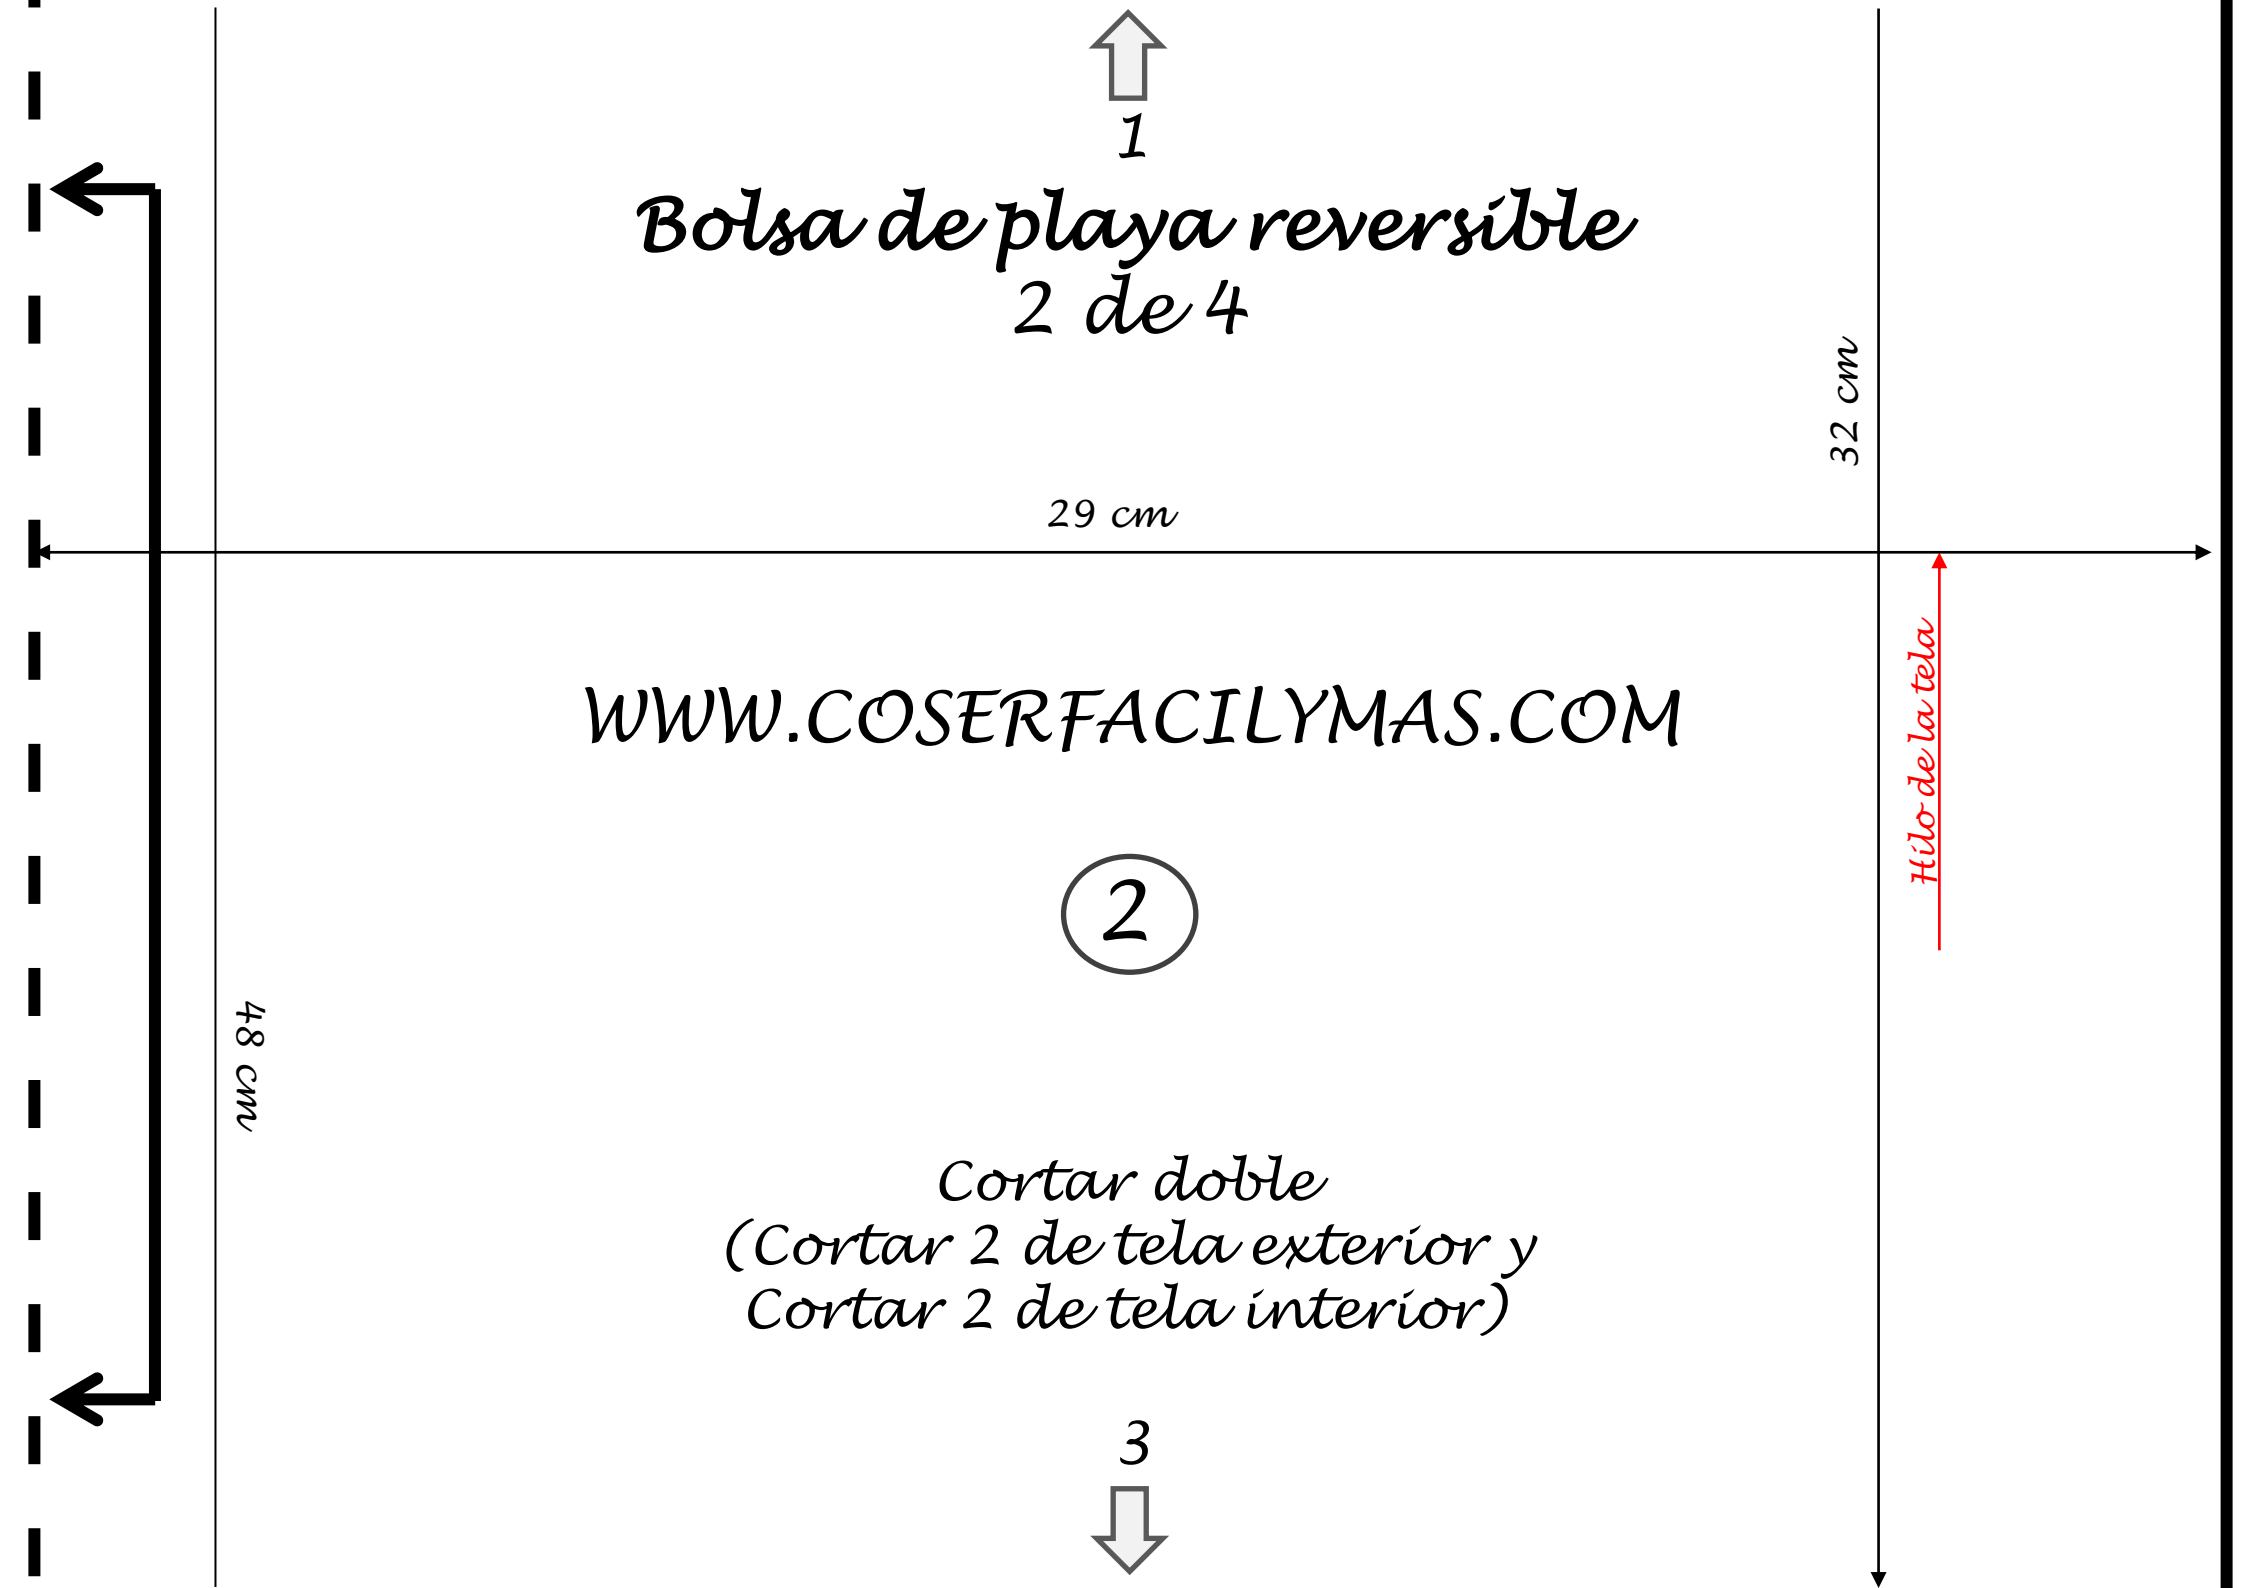 1
Bolsa de playa reversible
2 de 4
32 cm
29 cm
Hilo de la tela
WWW.COSERFACILYMAS.COM
2
48 cm
Cortar doble
(Cortar 2 de tela exterior y
Cortar 2 de tela interior)
3